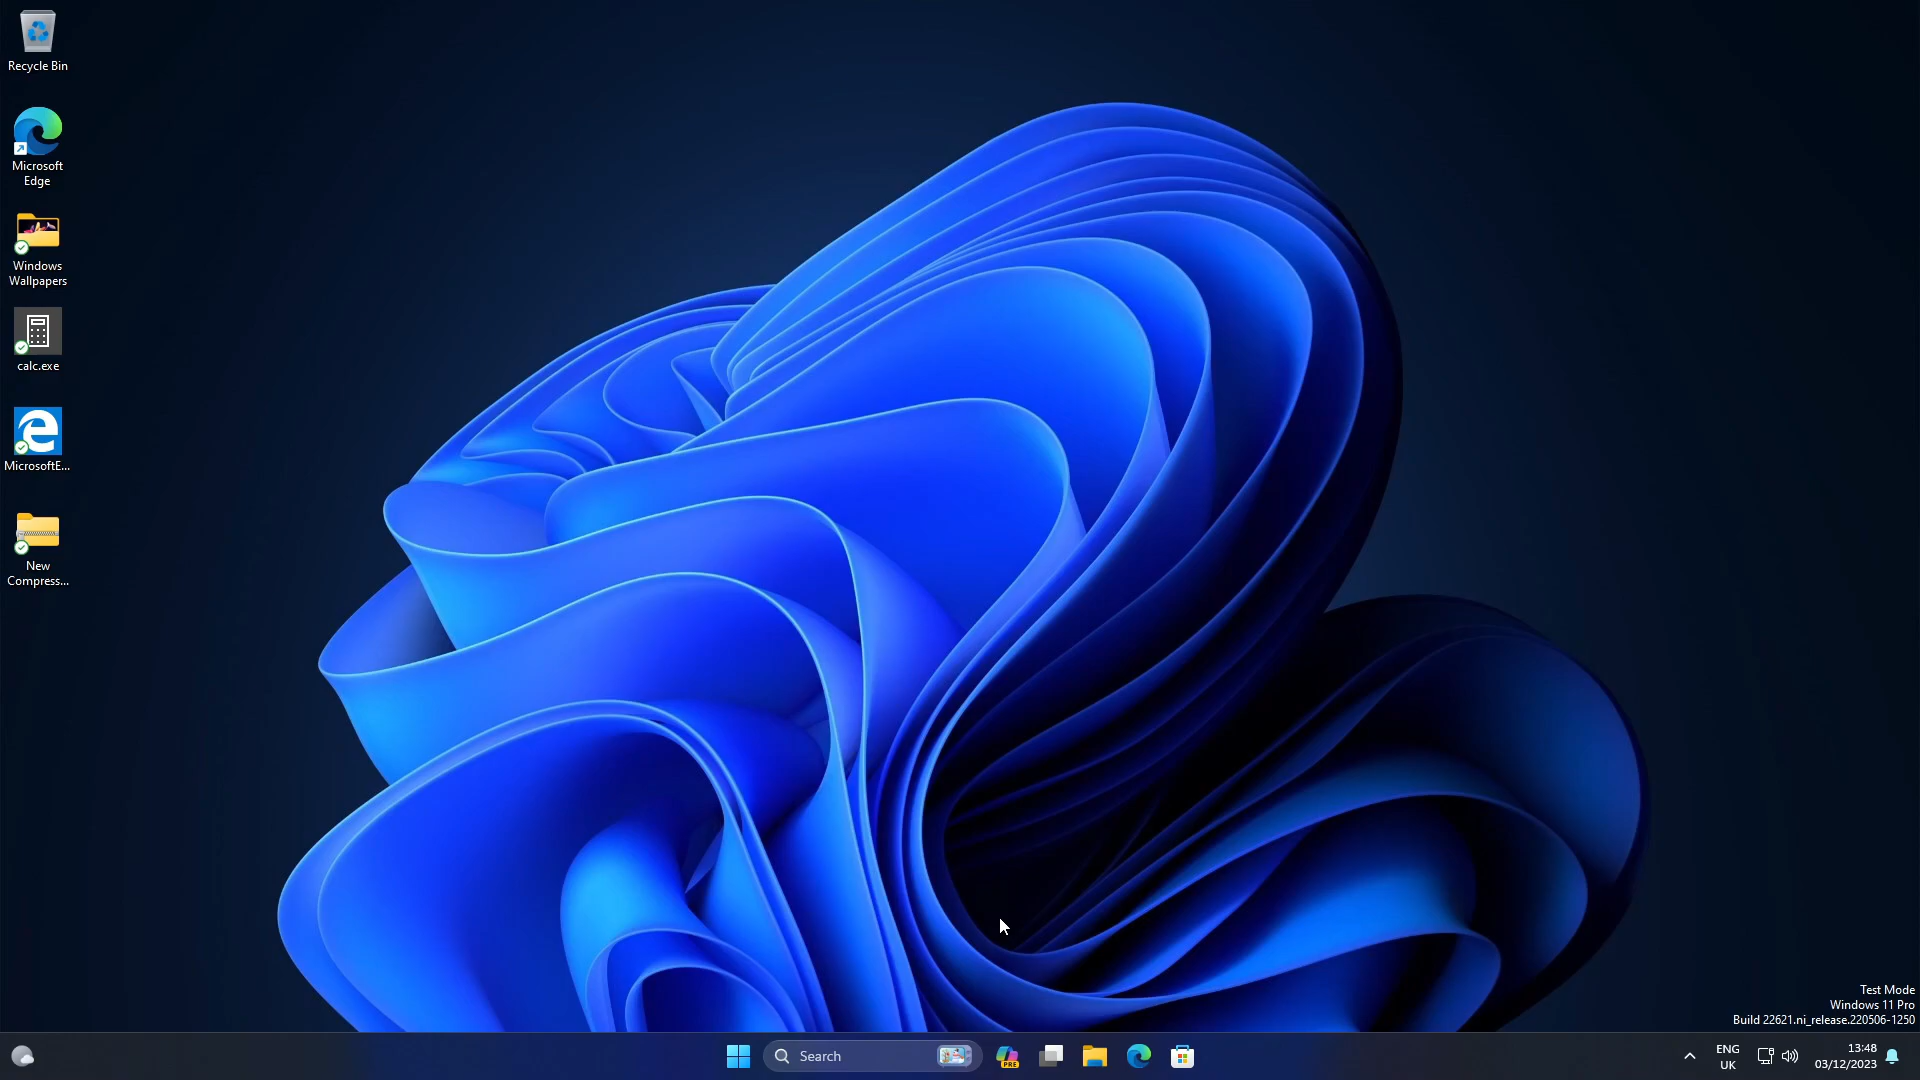 Recycle Bin
Microsoft
Edge
Windows
Wallpapers
calc.exe
MicrosoftE...
New
Compress...
Test Mode
Windows 11 Pro
Build 22621.ni_release.220506-1250
Search
PRE
ENG
UK
13:48
03/12/2023